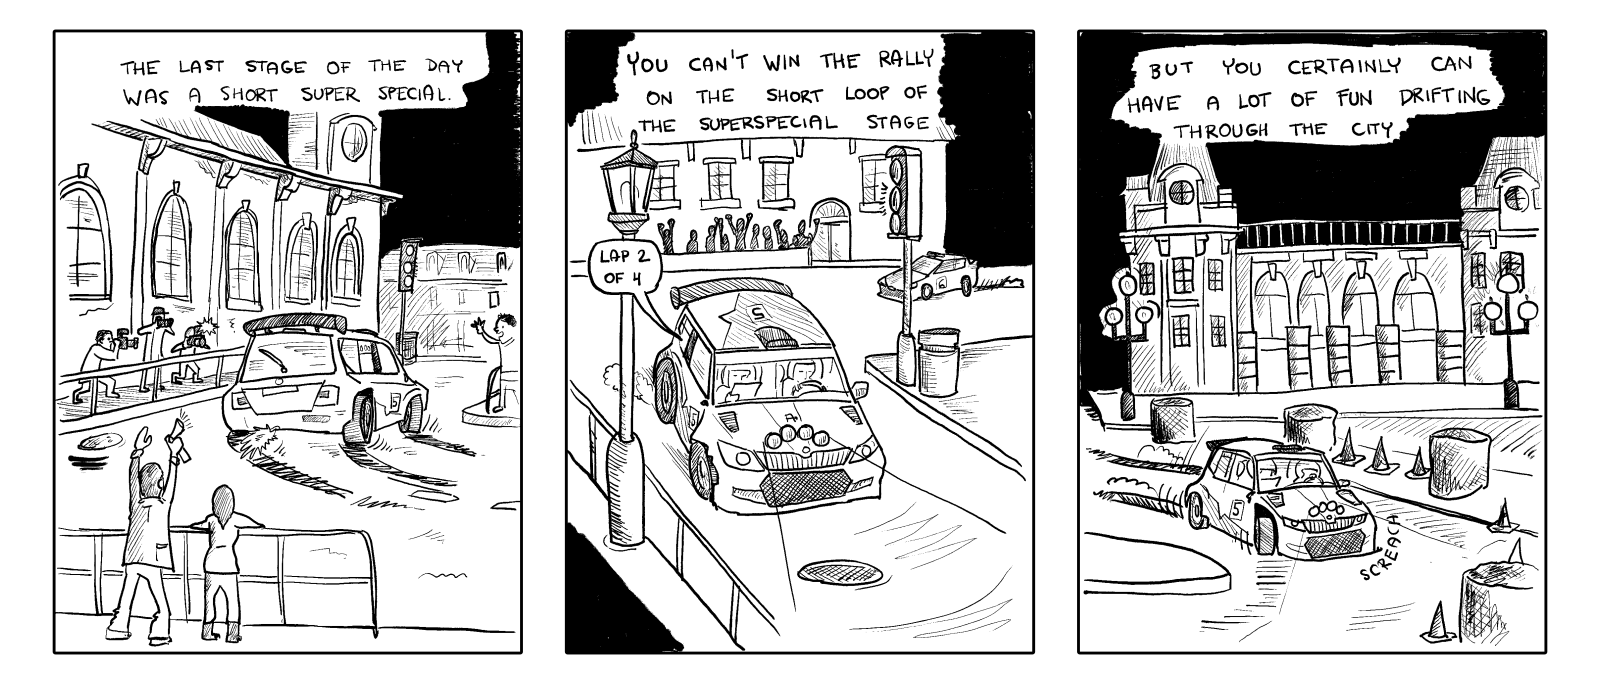 THE LAST STAGE OF THE DAY
WAS A SHORT SUPER SPECIAL.
5
YOU CAN'T WIN THE RALLY
ON THE SHORT LOOP OF
THE SUPERSPECIAL STAGE
LAP 2
OF 4
5
BUT YOU CERTAINLY CAN
HAVE A LOT OF FUN DRIFTING
THROUGH THE CITY
5
SCREACH